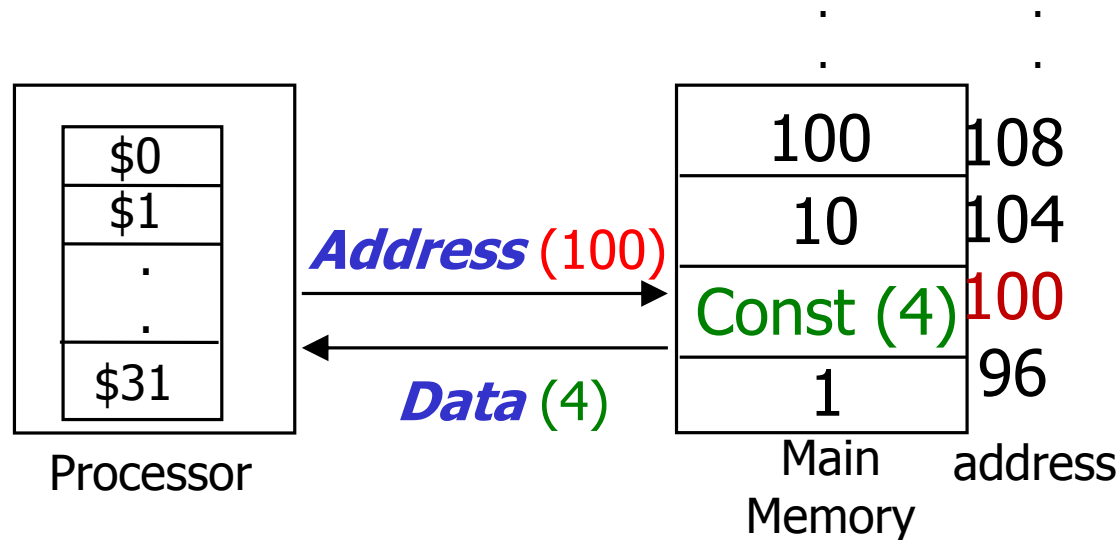 . .
. .
$0
$1
.
.
$31
Processor
Address (100)
Data (4)
100 108
10 104
Const (4) 100
1 96
Main address
Memory